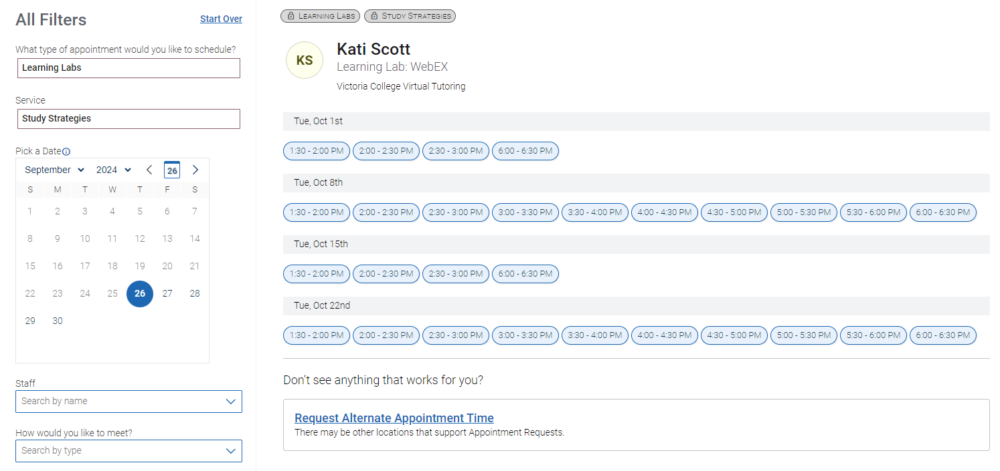 All Filters
Start Over
What type of appointment would you like to schedule?
Learning Labs
Service
Study Strategies
Pick a Date
September 2024 26
S M T W T F S
1 2 3 4 5 6 7
8 9 10 11 12 13 14
15 16 17 18 19 20 21
22 23 24 25 26 27 28
29 30
Staff
Search by name
How would you like to meet?
Search by type
Learning Labs Study Strategies
KS
Kati Scott
Learning Lab: WebEX
Victoria College Virtual Tutoring
Tue, Oct 1st
1:30 - 2:00 PM 2:00 - 2:30 PM 2:30 - 3:00 PM 6:00 - 6:30 PM
Tue, Oct 8th
1:30 - 2:00 PM 2:00 - 2:30 PM 2:30 - 3:00 PM 3:00 - 3:30 PM 3:30 - 4:00 PM 4:00 - 4:30 PM 4:30 - 5:00 PM 5:00 - 5:30 PM 5:30 - 6:00 PM 6:00 - 6:30 PM
Tue, Oct 15th
1:30 - 2:00 PM 2:00 - 2:30 PM 2:30 - 3:00 PM 6:00 - 6:30 PM
Tue, Oct 22nd
1:30 - 2:00 PM 2:00 - 2:30 PM 2:30 - 3:00 PM 3:00 - 3:30 PM 3:30 - 4:00 PM 4:00 - 4:30 PM 4:30 - 5:00 PM 5:00 - 5:30 PM 5:30 - 6:00 PM 6:00 - 6:30 PM
Don’t see anything that works for you?
Request Alternate Appointment Time
There may be other locations that support Appointment Requests.